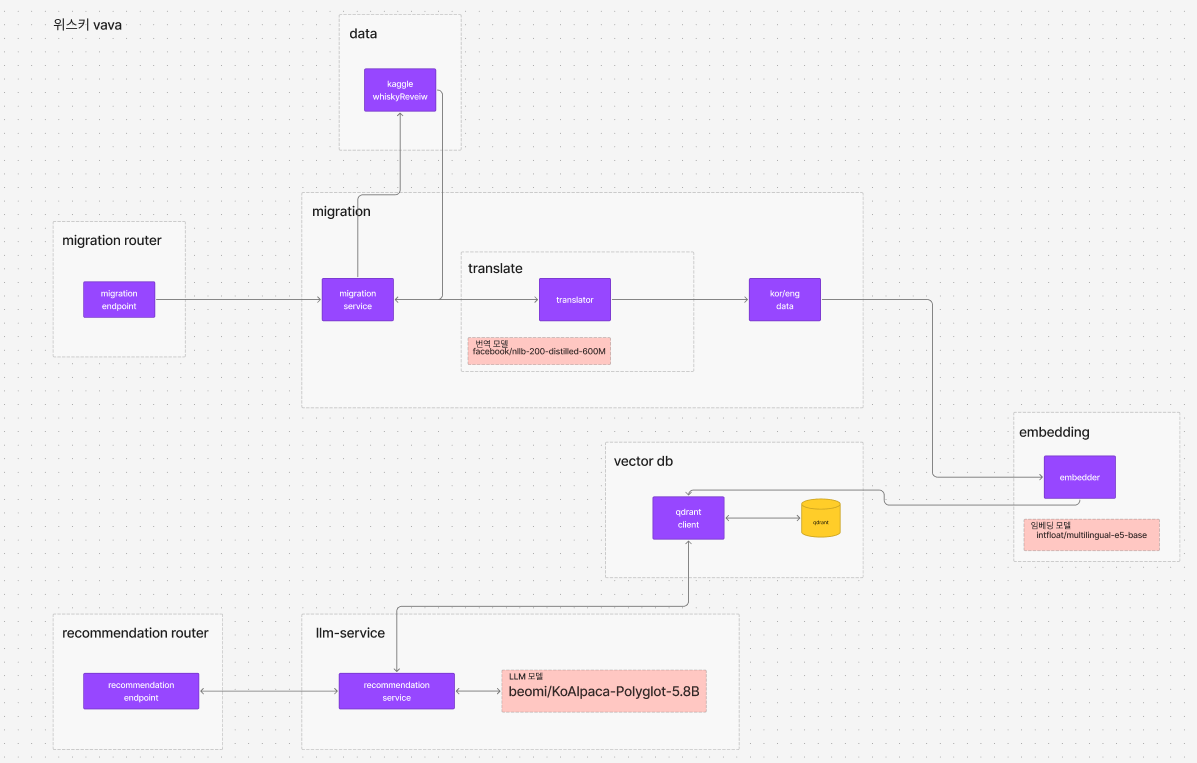 위스키 vava
data
kaggle
whiskyReveiw
migration
migration router
migration
endpoint
migration
service
translate
translator
번역 모델
facebook/nllb-200-distilled-600M
kor/eng
data
embedding
embedder
임베딩 모델
intfloat/multilingual-e5-base
vector db
qdrant
client
qdrant
recommendation router
recommendation
endpoint
llm-service
recommendation
service
LLM 모델
beomi/KoAlpaca-Polyglot-5.8B